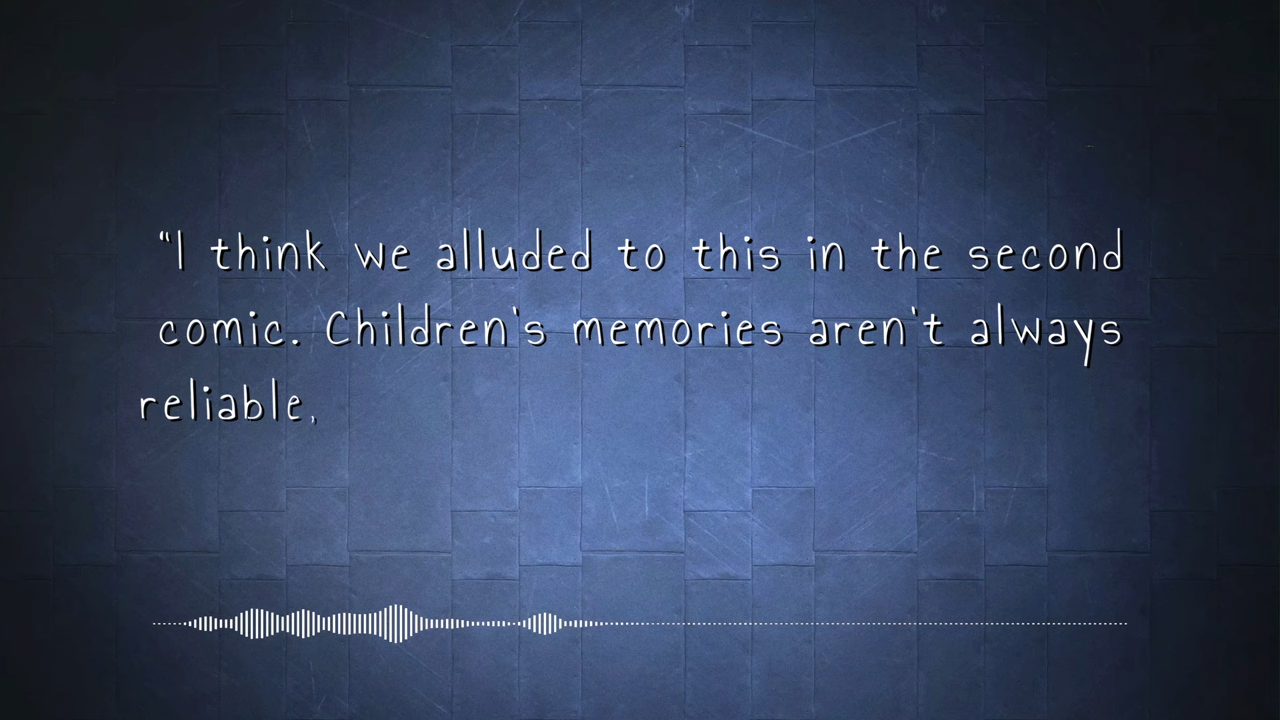 “I think we alluded to this in the second
comic. Children's memories aren't always
reliable,